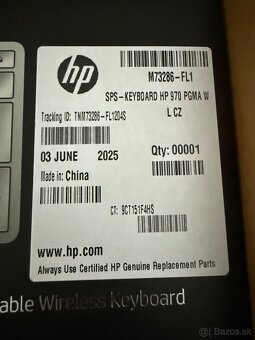 hp
M73286-FL1
SPS-KEYBOARD HP 970 PGMA W
Tracking ID: TNM73286-FL12D4S
L CZ
03 JUNE 2025
Qty: 00001
Made in: China
CT: 9CT151F4HS
www.hp.com
Always Use Certified HP Genuine Replacement Parts
able Wireless Keyboard
Bazos.sk